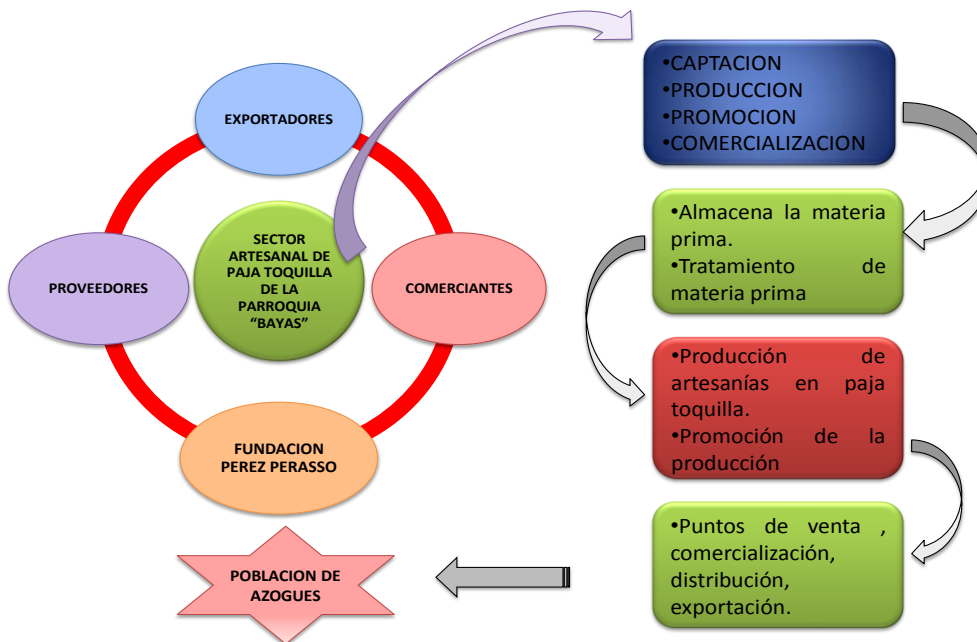 EXPORTADORES
PROVEEDORES
SECTOR
ARTESANAL DE
PAJA TOQUILLA
DE LA
PARROQUIA
“BAYAS”
COMERCIANTES
FUNDACION
PEREZ PERASSO
POBLACION DE
AZOGUES
•CAPTACION
•PRODUCCION
•PROMOCION
•COMERCIALIZACION
•Almacena la materia
prima.
•Tratamiento de
materia prima
•Producción de
artesanías en paja
toquilla.
•Promoción de la
producción
•Puntos de venta ,
comercialización,
distribución,
exportación.